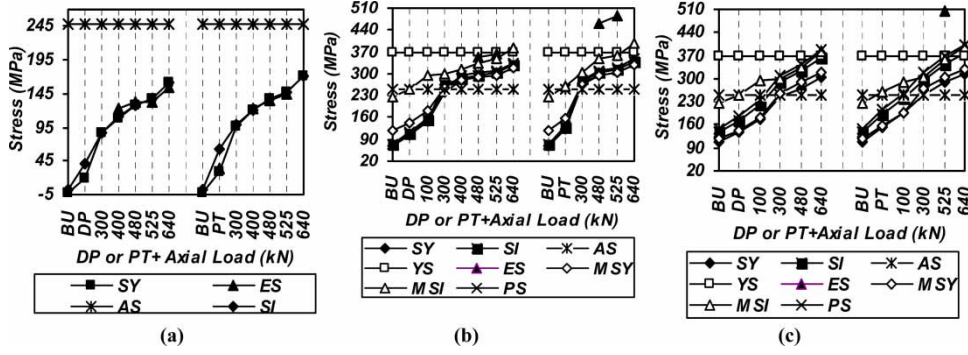 Stress (MPa)
245
195
145
95
45
-5
BU
DP
300
400
480
525
640
BU
PT
300
400
480
525
640
DP or PT+ Axial Load (kN)
SY
ES
AS
SI
(a)
Stress (MPa)
510
440
370
300
230
160
90
20
BU
DP
100
300
400
480
525
640
BU
PT
300
400
480
525
640
DP or PT+Axial Load (kN)
SY
SI
AS
YS
ES
MSY
MSI
PS
(b)
Stress (MPa)
510
440
370
300
230
160
90
20
BU
DP
100
300
480
640
BU
PT
100
300
525
640
DP or PT+Axial Load (kN)
SY
SI
AS
YS
ES
MSY
MSI
PS
(c)